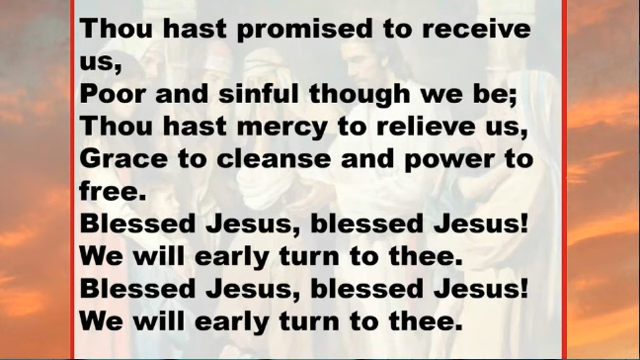 Thou hast promised to receive
us,
Poor and sinful though we be;
Thou hast mercy to relieve us,
Grace to cleanse and power to
free.
Blessed Jesus, blessed Jesus!
We will early turn to thee.
Blessed Jesus, blessed Jesus!
We will early turn to thee.